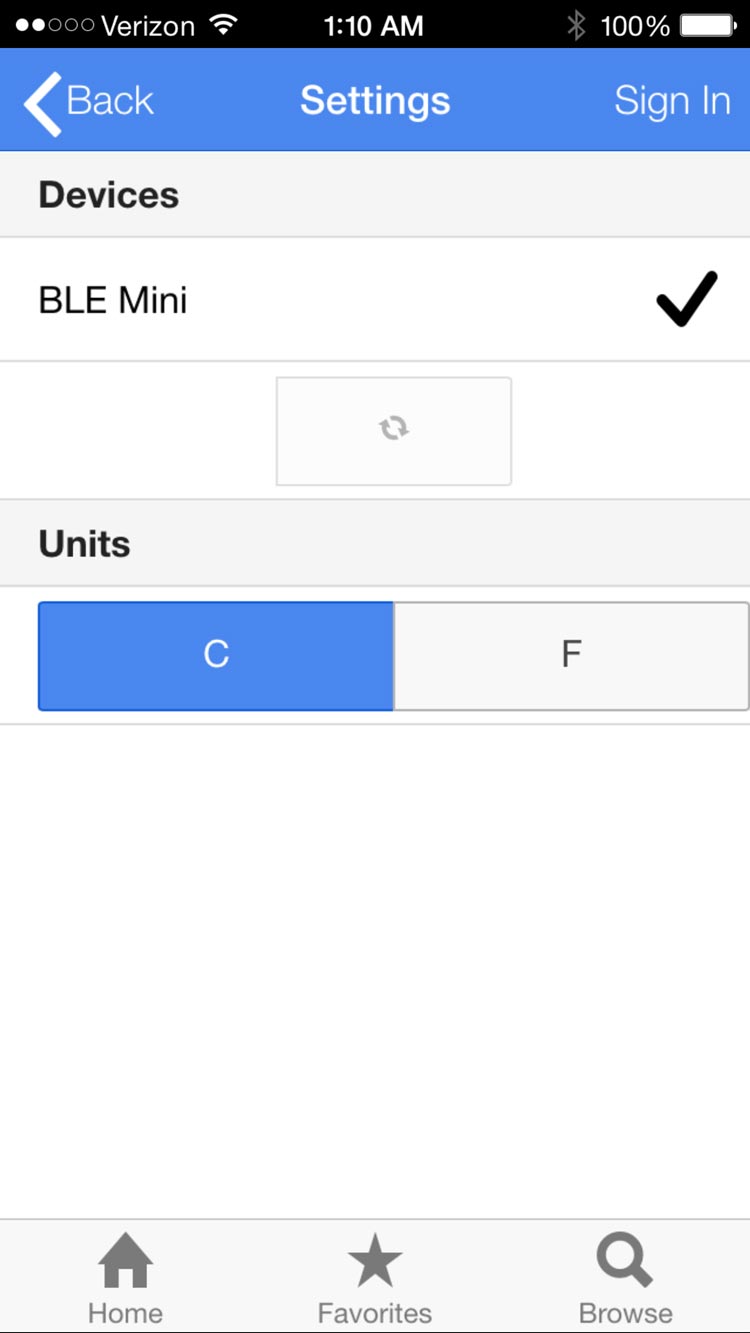 Verizon 1:10 AM 100%
Back Settings Sign In
Devices
BLE Mini
Units
C F
Home Favorites Browse